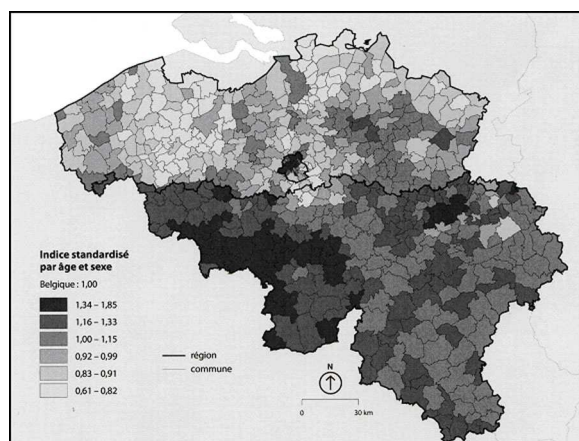 Indice standardisé
par âge et sexe
Belgique : 1,00
1,34 – 1,85
1,16 – 1,33
1,00 – 1,15
0,92 – 0,99
0,83 – 0,91
0,61 – 0,82
région
commune
N
0 30 km